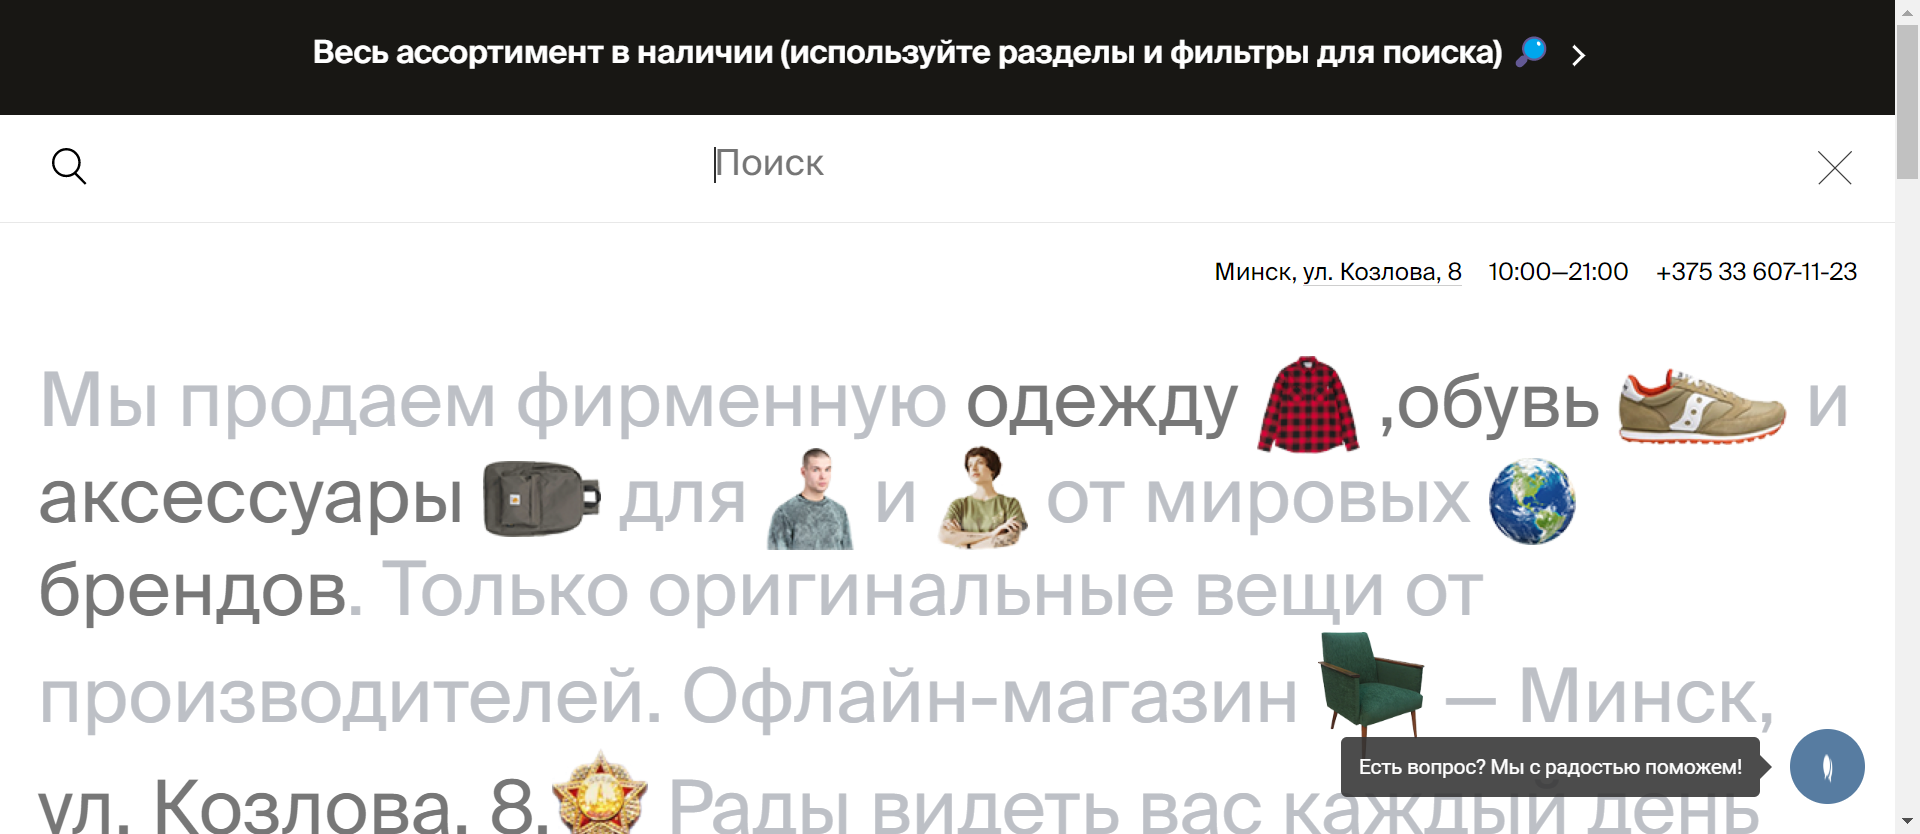 Весь ассортимент в наличии (используйте разделы и фильтры для поиска)
Поиск
Минск, ул. Козлова, 8 10:00—21:00 +375 33 607-11-23
Мы продаем фирменную одежду ,обувь и
аксессуары для и от мировых
брендов. Только оригинальные вещи от
производителей. Офлайн-магазин — Минск,
ул. Козлова, 8. Рады видеть вас каждый день
Есть вопрос? Мы с радостью поможем!